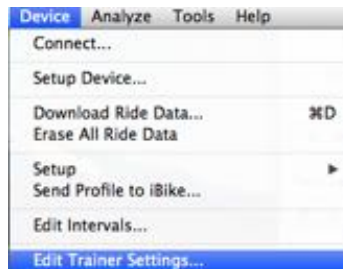 Device Analyze Tools Help
Connect...
Setup Device...
Download Ride Data... ⌘D
Erase All Ride Data
Setup ▶
Send Profile to iBike...
Edit Intervals...
Edit Trainer Settings...